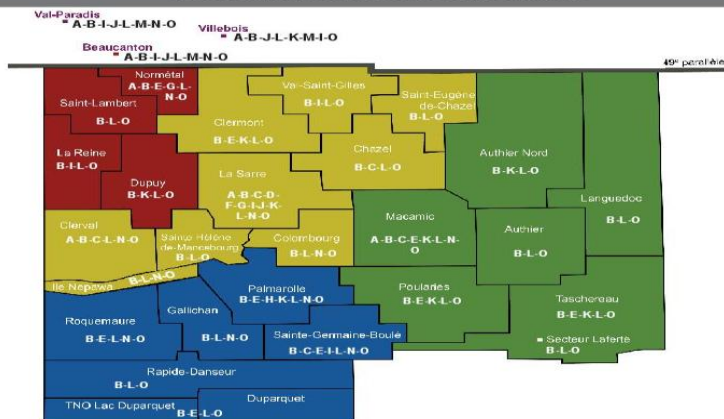 Val-Paradis
A-B-I-J-L-M-N-O
Villebois
A-B-J-L-K-M-I-O
Beaucanton
A-B-I-J-L-M-N-O
49e parallèle
Normétal
A-B-E-G-L-
N-O
Val-Saint-Gilles
B-I-L-O
Saint-Eugène
de-Chazel
B-L-O
Saint-Lambert
B-L-O
Clermont
B-E-K-L-O
Chazel
B-C-L-O
La Reine
B-I-L-O
Dupuy
B-K-L-O
La Sarre
A-B-C-D-
F-G-I-J-K-
L-N-O
Authier Nord
B-K-L-O
Languedoc
B-L-O
Clerval
A-B-C-L-N-O
Sainte-Hélène
de-Mancebourg
B-L-O
Colombourg
B-L-N-O
Macamic
A-B-C-E-K-L-N-
O
Authier
B-L-O
Ile Nepawa
B-L-N-O
Palmarolle
B-E-H-K-L-N-O
Poularies
B-E-K-L-O
Taschereau
B-E-K-L-O
Roquemaure
B-E-L-N-O
Gallichan
B-L-N-O
Sainte-Germaine-Boulé
B-C-E-I-L-N-O
Secteur Laferté
B-L-O
Rapide-Danseur
B-L-O
TNO Lac Duparquet
Duparquet
B-E-L-O